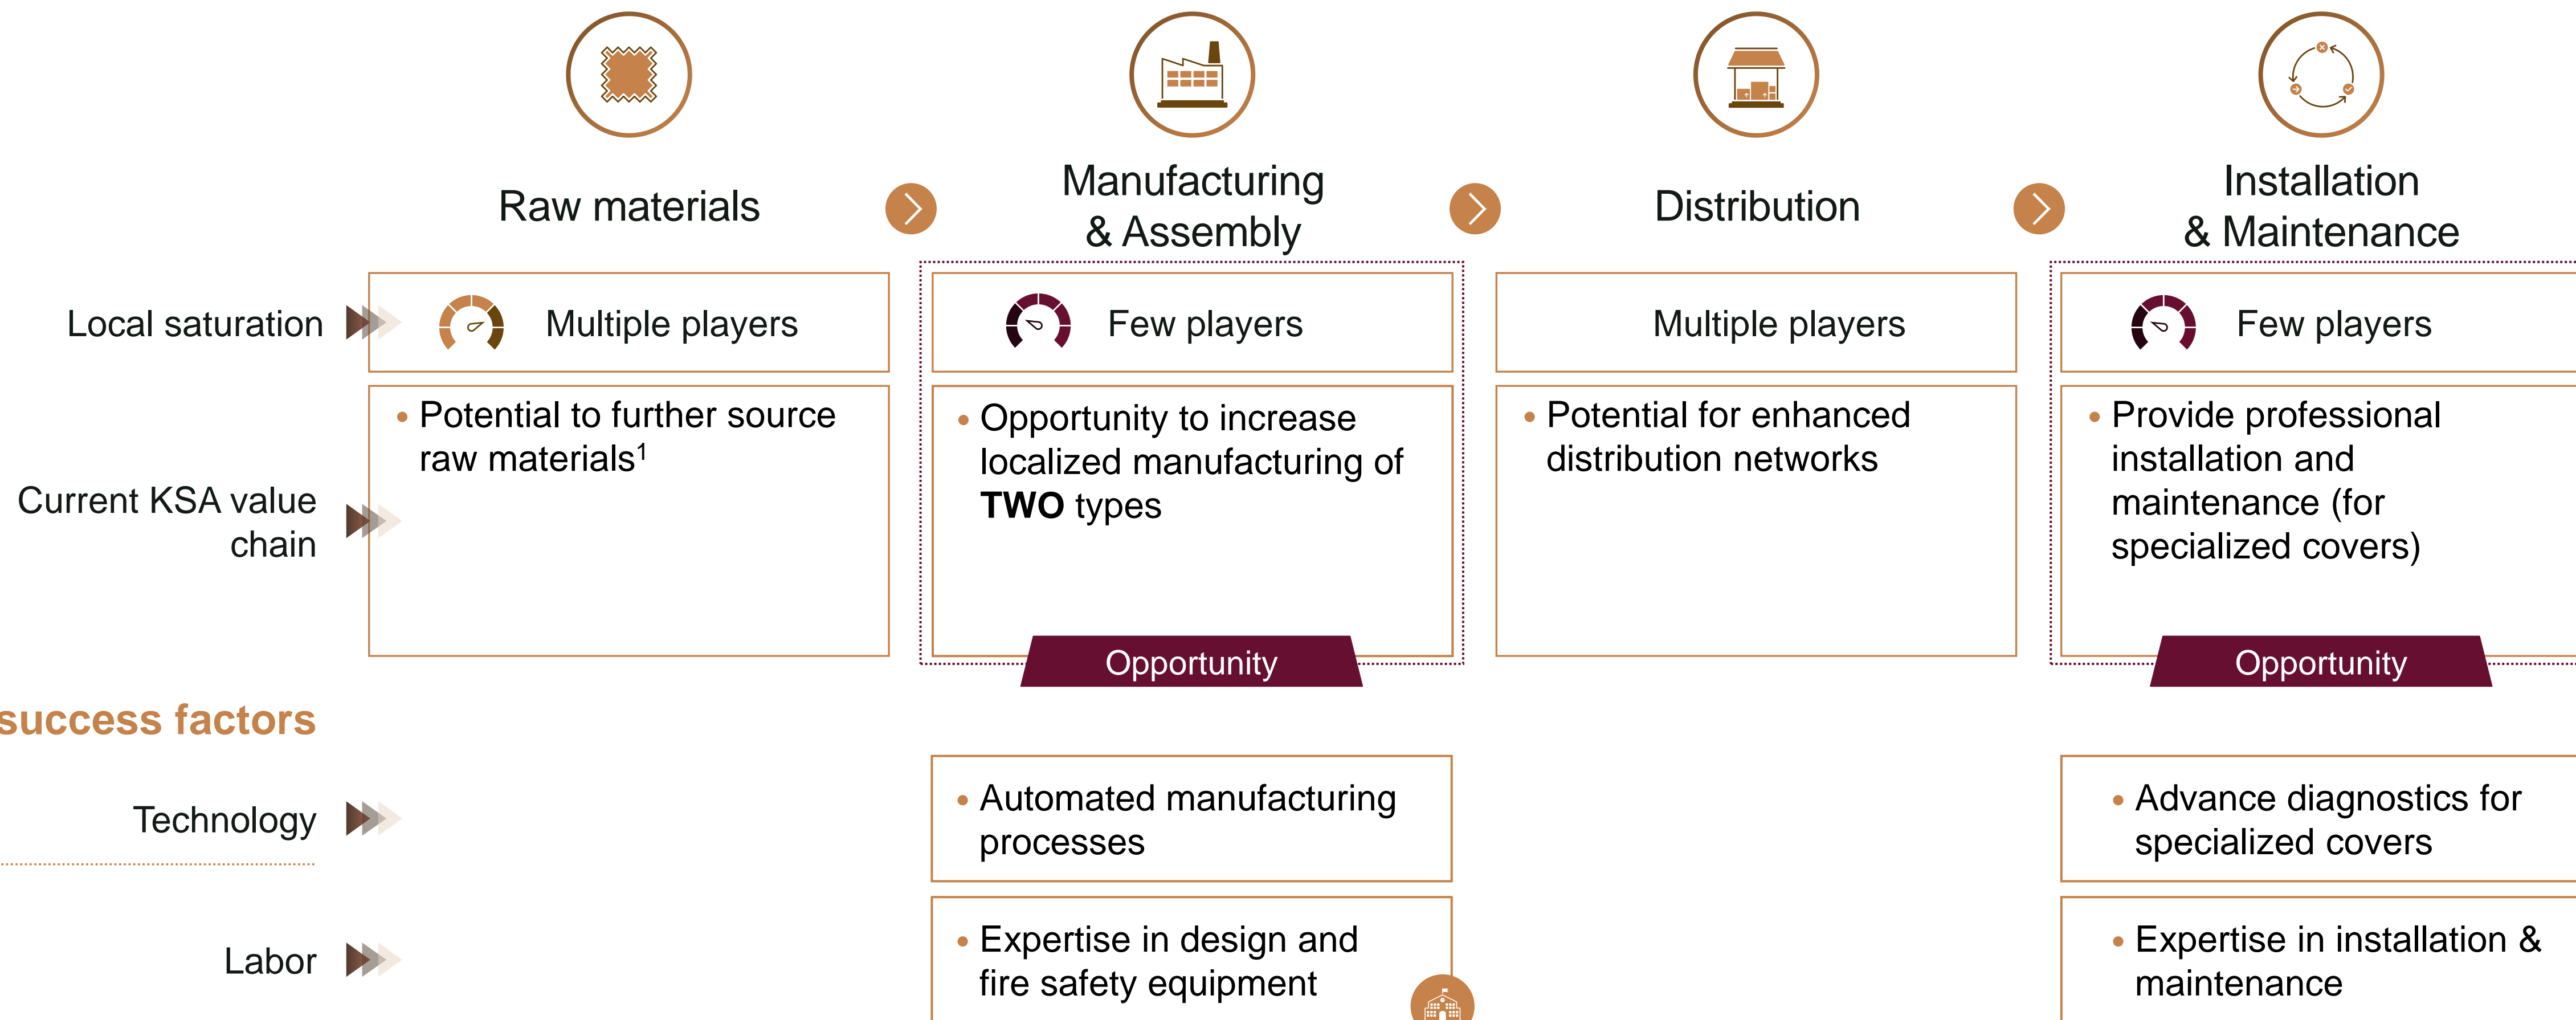 Raw materials
Manufacturing
& Assembly
Distribution
Installation
& Maintenance
Local saturation
Multiple players
Few players
Multiple players
Few players
Current KSA value
chain
• Potential to further source
raw materials¹
• Opportunity to increase
localized manufacturing of
TWO types
• Potential for enhanced
distribution networks
• Provide professional
installation and
maintenance (for
specialized covers)
Opportunity
Opportunity
success factors
Technology
• Automated manufacturing
processes
• Advance diagnostics for
specialized covers
Labor
• Expertise in design and
fire safety equipment
• Expertise in installation &
maintenance